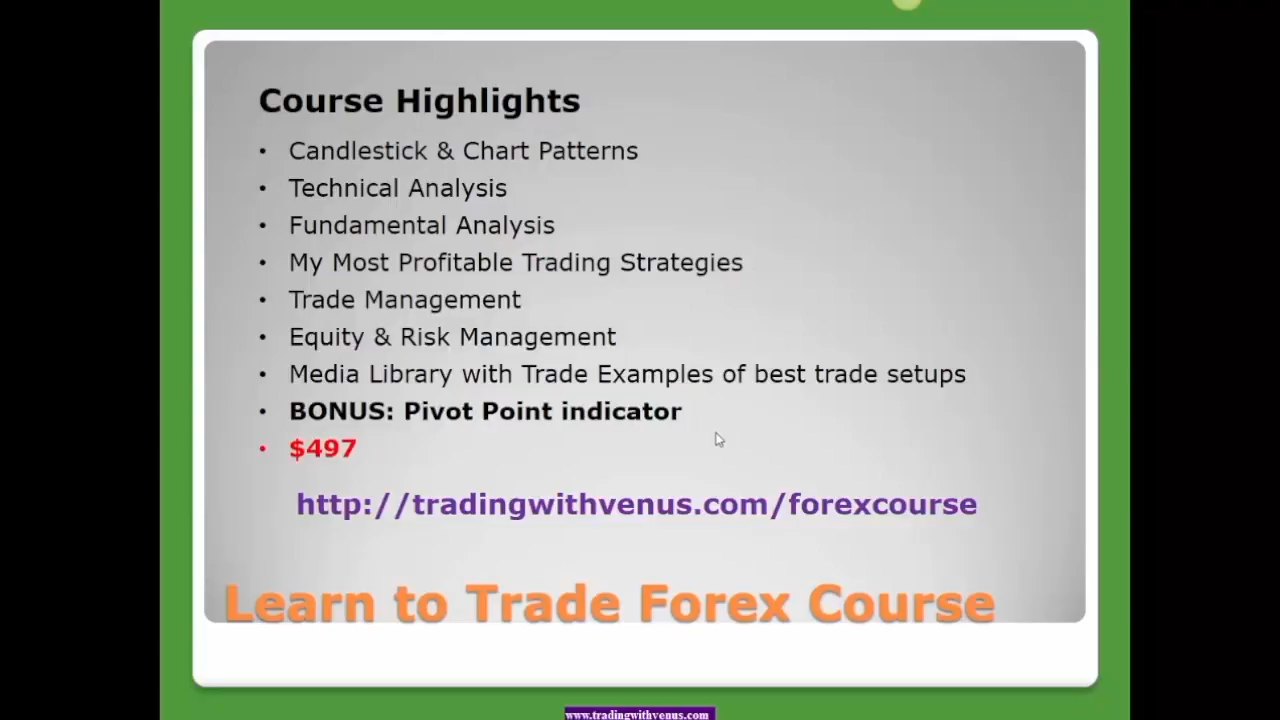 Course Highlights
• Candlestick & Chart Patterns
• Technical Analysis
• Fundamental Analysis
• My Most Profitable Trading Strategies
• Trade Management
• Equity & Risk Management
• Media Library with Trade Examples of best trade setups
• BONUS: Pivot Point indicator
• $497
http://tradingwithvenus.com/forexcourse
Learn to Trade Forex Course
www.tradingwithvenus.com